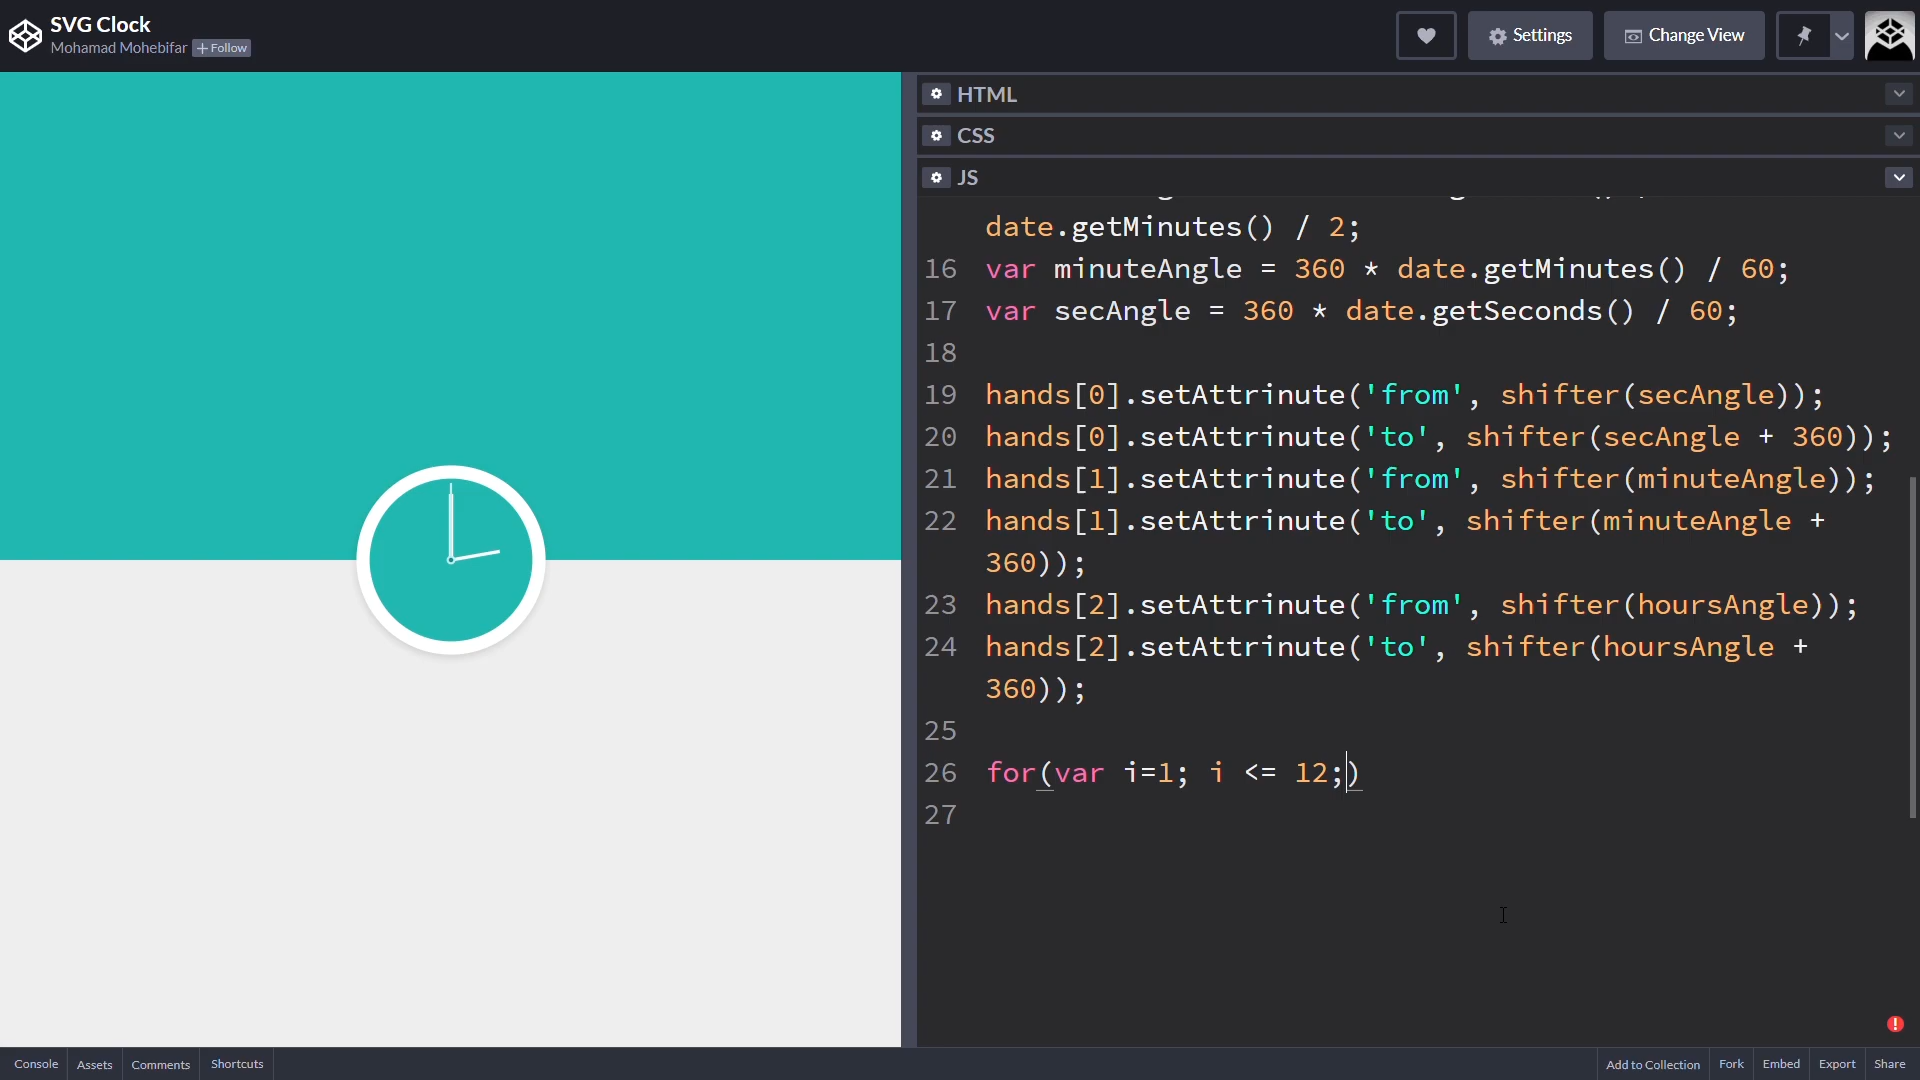 SVG Clock
Mohamad Mohebifar + Follow
Settings
Change View
HTML
CSS
JS
date.getMinutes() / 2;
16 var minuteAngle = 360 * date.getMinutes() / 60;
17 var secAngle = 360 * date.getSeconds() / 60;
18
19 hands[0].setAttrinute('from', shifter(secAngle));
20 hands[0].setAttrinute('to', shifter(secAngle + 360));
21 hands[1].setAttrinute('from', shifter(minuteAngle));
22 hands[1].setAttrinute('to', shifter(minuteAngle +
360));
23 hands[2].setAttrinute('from', shifter(hoursAngle));
24 hands[2].setAttrinute('to', shifter(hoursAngle +
360));
25
26 for(var i=1; i <= 12;)
27
Console Assets Comments Shortcuts
Add to Collection Fork Embed Export Share